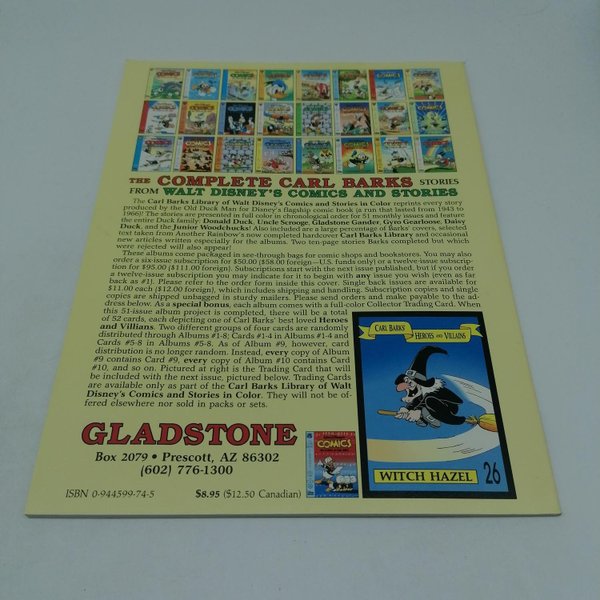 THE COMPLETE CARL BARKS STORIES
FROM WALT DISNEY'S COMICS AND STORIES
The Carl Barks Library of Walt Disney's Comics and Stories in Color reprints every story
produced by the Old Duck Man for Disney's flagship comic book (a run that lasted from 1943 to
1966)! The stories are presented in full color in chronological order for 51 monthly issues and feature
the entire Duck family: Donald Duck, Uncle Scrooge, Gladstone Gander, Gyro Gearloose, Daisy
Duck, and the Junior Woodchucks! Also included are a large percentage of Barks' covers, selected
text taken from Another Rainbow's now completed hardcover Carl Barks Library and occasional
new articles written especially for the albums. Two ten-page stories Barks completed but which
were rejected will also appear!
These albums come packaged in see-through bags for comic shops and bookstores. You may also
order a six-issue subscription for $50.00 ($58.00 foreign—U.S. funds only) or a twelve-issue subscrip-
tion for $95.00 ($111.00 foreign). Subscriptions start with the next issue published, but if you order
a twelve-issue subscription you may indicate for it to begin with any issue you wish (even as far
back as #1). Please refer to the order form inside this cover. Single back issues are available for
$11.00 each ($12.00 foreign), which includes shipping and handling. Subscription copies and single
copies are shipped unbagged in sturdy mailers. Please send orders and make payable to the ad-
dress below. As a special bonus, each album comes with a full-color Collector Trading Card. When
this 51-issue album project is completed, there will be a total
of 52 cards, each depicting one of Carl Barks' best loved Heroes
and Villians. Two different groups of four cards are randomly
distributed through Albums #1-8: Cards #1-4 in Albums #1-4 and
Cards #5-8 in Albums #5-8. As of Album #9, however, card
distribution is no longer random. Instead, every copy of Album
#9 contains Card #9, every copy of Album #10 contains Card
#10, and so on. Pictured at right is the Trading Card that will
be included with the next issue, pictured below. Trading Cards
are available only as part of the Carl Barks Library of Walt
Disney's Comics and Stories in Color. They will not be of-
fered elsewhere nor sold in packs or sets.
CARL BARKS'
HEROES AND VILLAINS
WITCH HAZEL 26
GLADSTONE
Box 2079 • Prescott, AZ 86302
(602) 776-1300
COMICS
ISBN 0-944599-74-5 $8.95 ($12.50 Canadian)